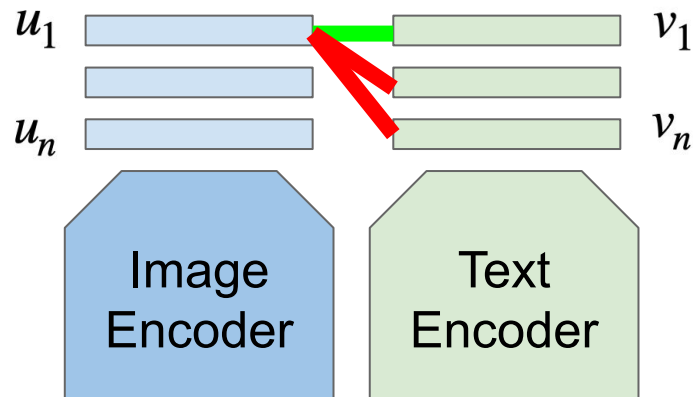 u₁ v₁
uₙ vₙ
Image Text
Encoder Encoder